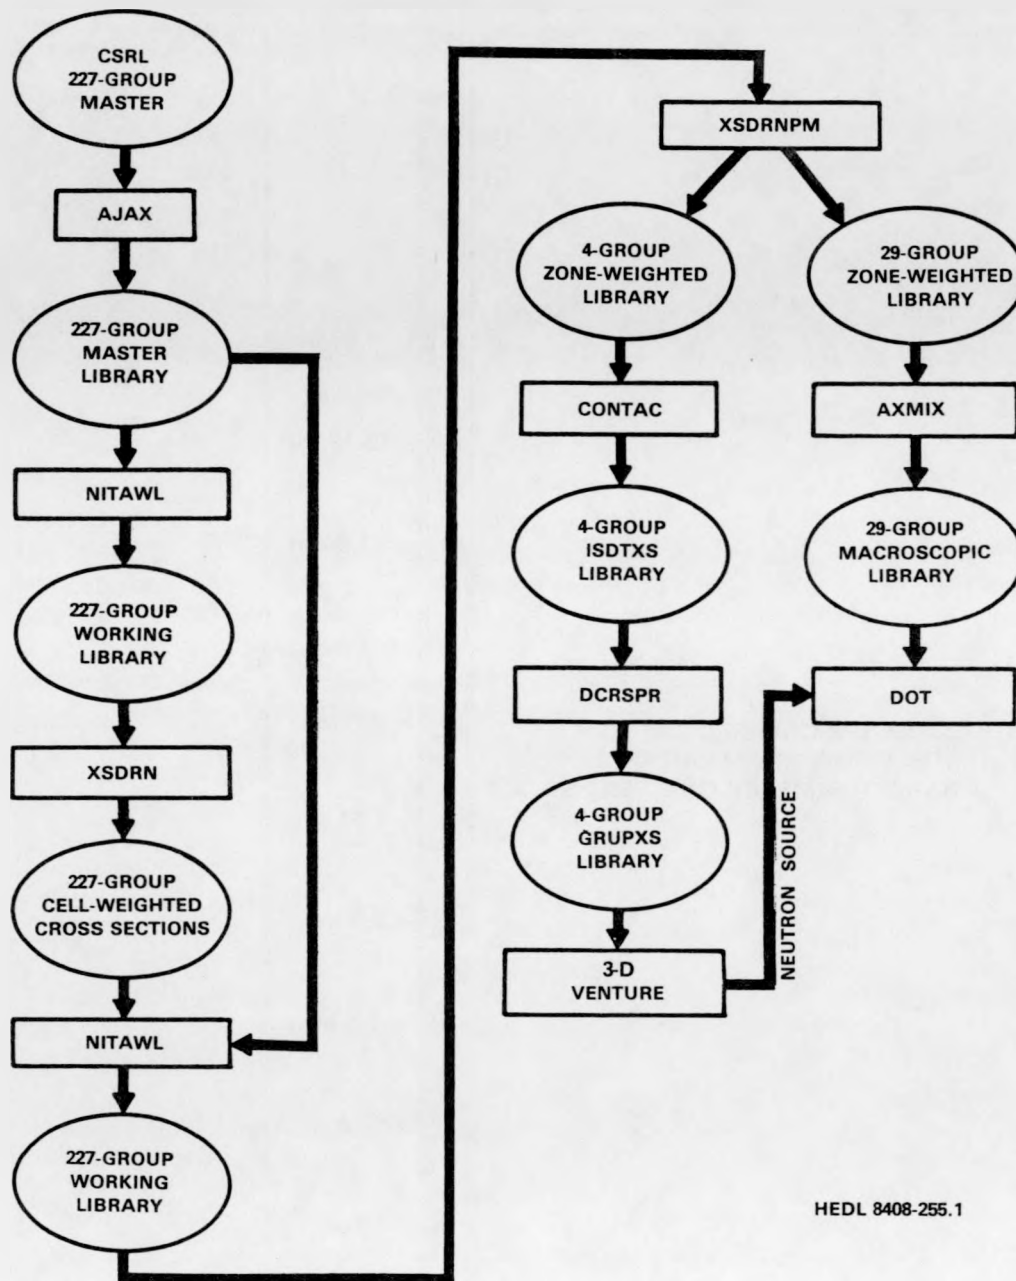 CSRL
227-GROUP
MASTER
AJAX
227-GROUP
MASTER
LIBRARY
NITAWL
227-GROUP
WORKING
LIBRARY
XSDRN
227-GROUP
CELL-WEIGHTED
CROSS SECTIONS
NITAWL
227-GROUP
WORKING
LIBRARY
XSDRNPM
4-GROUP
ZONE-WEIGHTED
LIBRARY
CONTAC
4-GROUP
ISDTXS
LIBRARY
DCRSPR
4-GROUP
GRUPXS
LIBRARY
3-D
VENTURE
NEUTRON SOURCE
29-GROUP
ZONE-WEIGHTED
LIBRARY
AXMIX
29-GROUP
MACROSCOPIC
LIBRARY
DOT
HEDL 8408-255.1